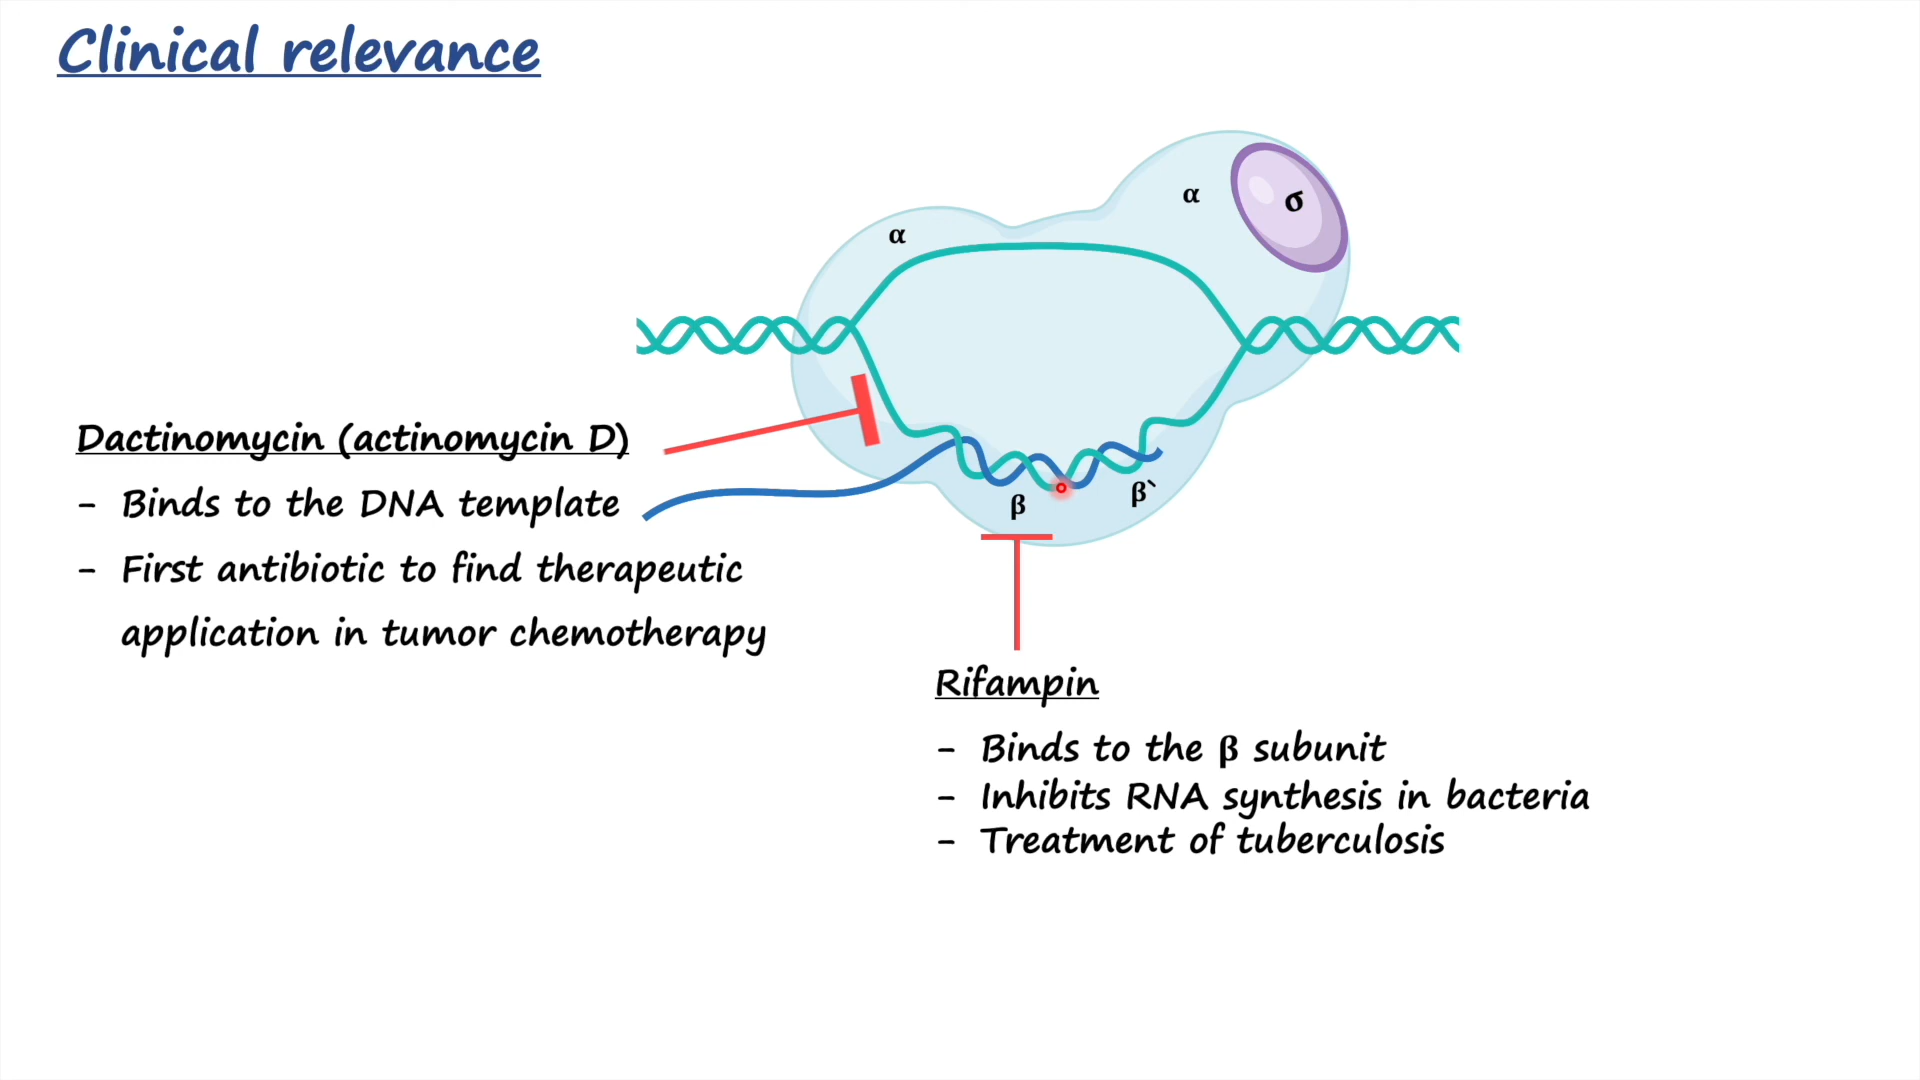 Clinical relevance
α
σ
α
Dactinomycin (actinomycin D)
- Binds to the DNA template
- First antibiotic to find therapeutic
application in tumor chemotherapy
β
β`
Rifampin
- Binds to the β subunit
- Inhibits RNA synthesis in bacteria
- Treatment of tuberculosis